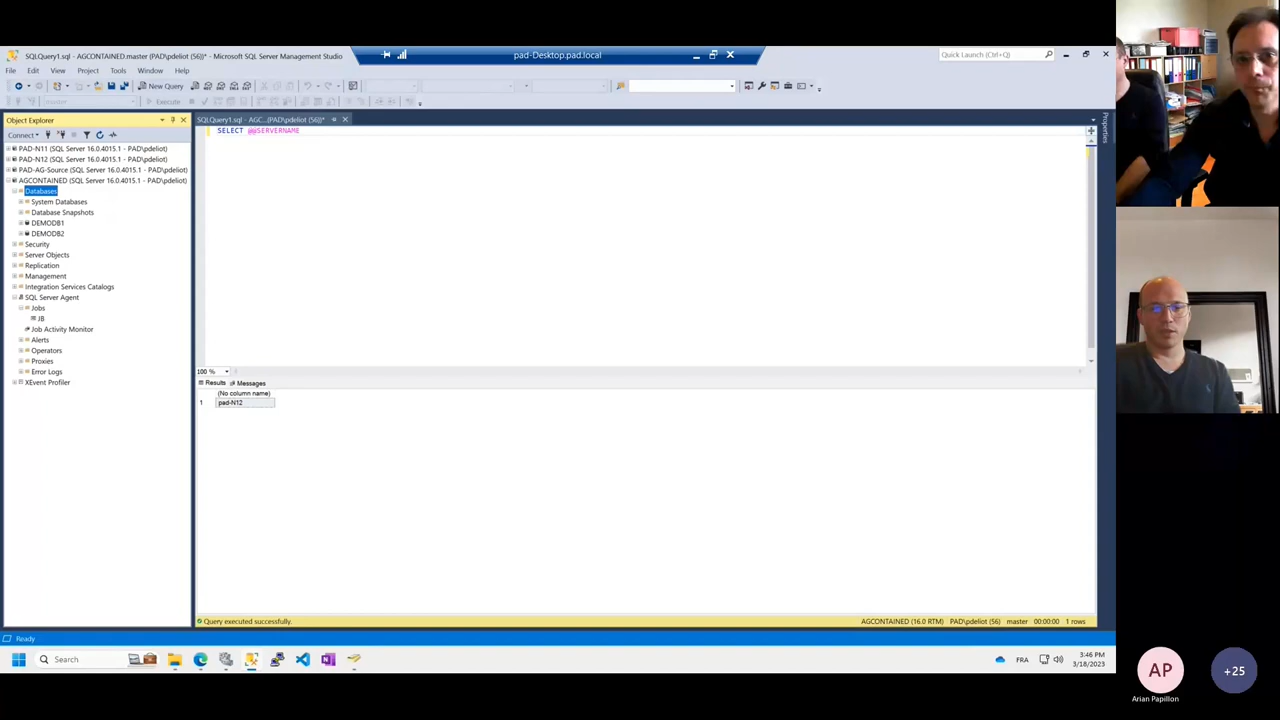 pad-Desktop.pad.local
SQLQuery1.sql - AGCONTAINED.master (PAD\pdeliot (56))* - Microsoft SQL Server Management Studio
Quick Launch (Ctrl+Q)
File Edit View Project Tools Window Help
New Query
master
Execute
Object Explorer
SQLQuery1.sql - AGC...(PAD\pdeliot (56))*
Properties
Connect
SELECT @@SERVERNAME
PAD-N11 (SQL Server 16.0.4015.1 - PAD\pdeliot)
PAD-N12 (SQL Server 16.0.4015.1 - PAD\pdeliot)
PAD-AG-Source (SQL Server 16.0.4015.1 - PAD\pdeliot)
AGCONTAINED (SQL Server 16.0.4015.1 - PAD\pdeliot)
Databases
System Databases
Database Snapshots
DEMODB1
DEMODB2
Security
Server Objects
Replication
Management
Integration Services Catalogs
SQL Server Agent
Jobs
JB
Job Activity Monitor
Alerts
Operators
Proxies
Error Logs
XEvent Profiler
100 %
Results Messages
(No column name)
1 pad-N12
Query executed successfully.
AGCONTAINED (16.0 RTM) PAD\pdeliot (56) master 00:00:00 1 rows
Ready
Search
FRA
3:46 PM
3/18/2023
AP
+25
Arian Papillon